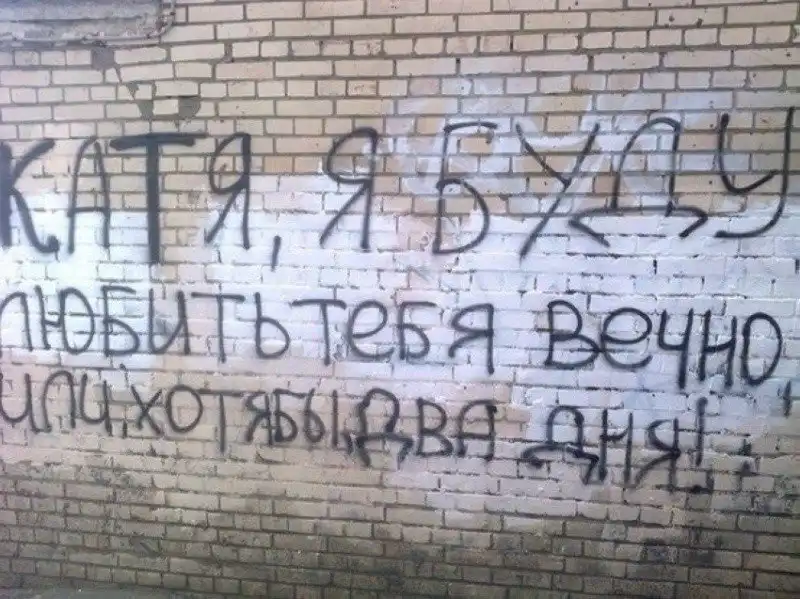 КАТЯ, Я БУДУ
ЛЮБИТЬ ТЕБЯ ВЕЧНО,
ИЛИ, ХОТЯ БЫ, ДВА ДНЯ!